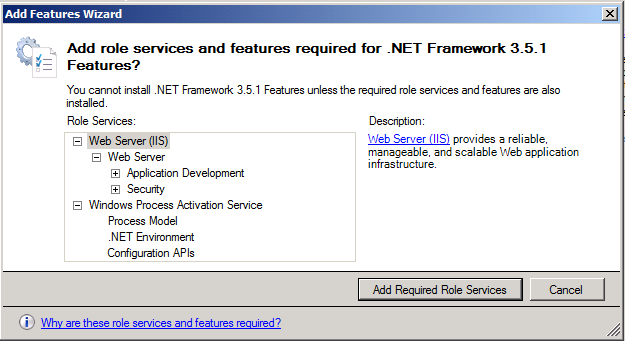 Add Features Wizard
Add role services and features required for .NET Framework 3.5.1
Features?
You cannot install .NET Framework 3.5.1 Features unless the required role services and features are also
installed.
Role Services:
Web Server (IIS)
Web Server
Application Development
Security
Windows Process Activation Service
Process Model
.NET Environment
Configuration APIs
Description:
Web Server (IIS) provides a reliable,
manageable, and scalable Web application
infrastructure.
Add Required Role Services
Cancel
Why are these role services and features required?